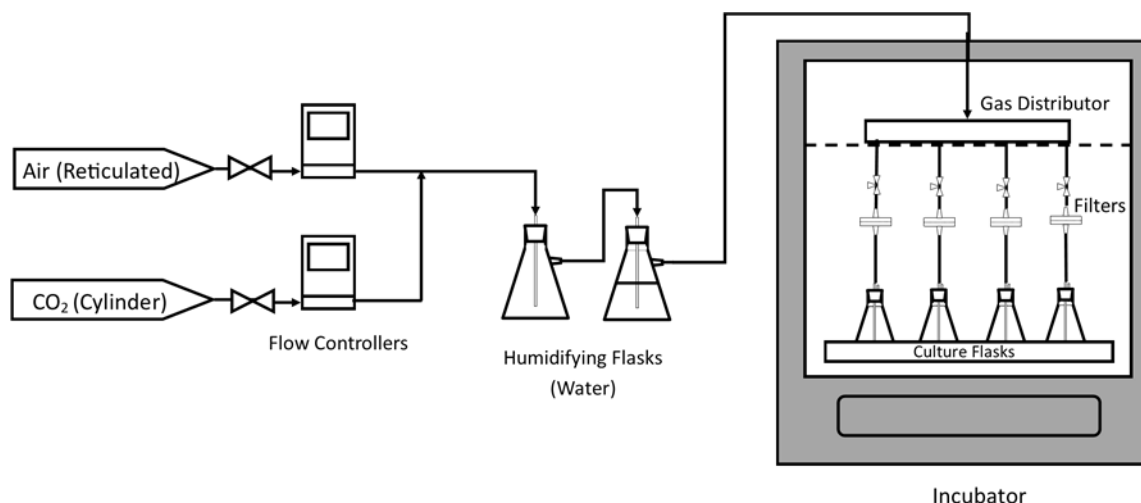 Gas Distributor
Air (Reticulated)
Filters
CO₂ (Cylinder)
Flow Controllers
Humidifying Flasks
(Water)
Culture Flasks
Incubator